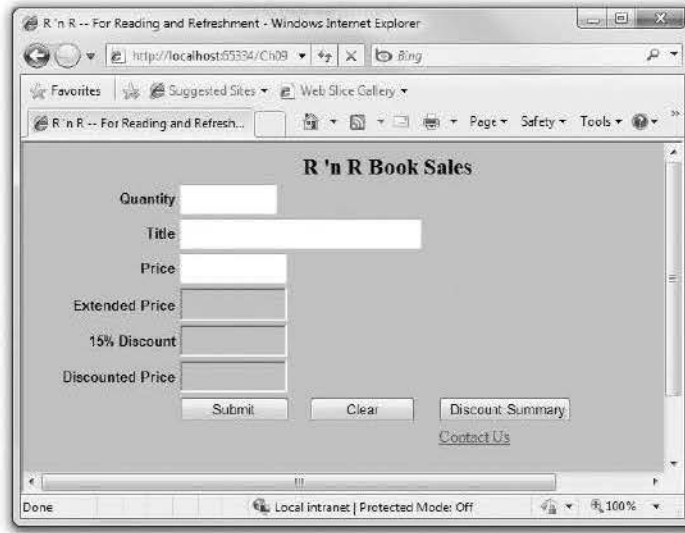 R 'n R -- For Reading and Refreshment - Windows Internet Explorer
http://localhost:65334/Ch09
Bing
Favorites
Suggested Sites
Web Slice Gallery
R 'n R -- For Reading and Refresh...
Page
Safety
Tools
R 'n R Book Sales
Quantity
Title
Price
Extended Price
15% Discount
Discounted Price
Submit
Clear
Discount Summary
Contact Us
Done
Local intranet | Protected Mode: Off
100%